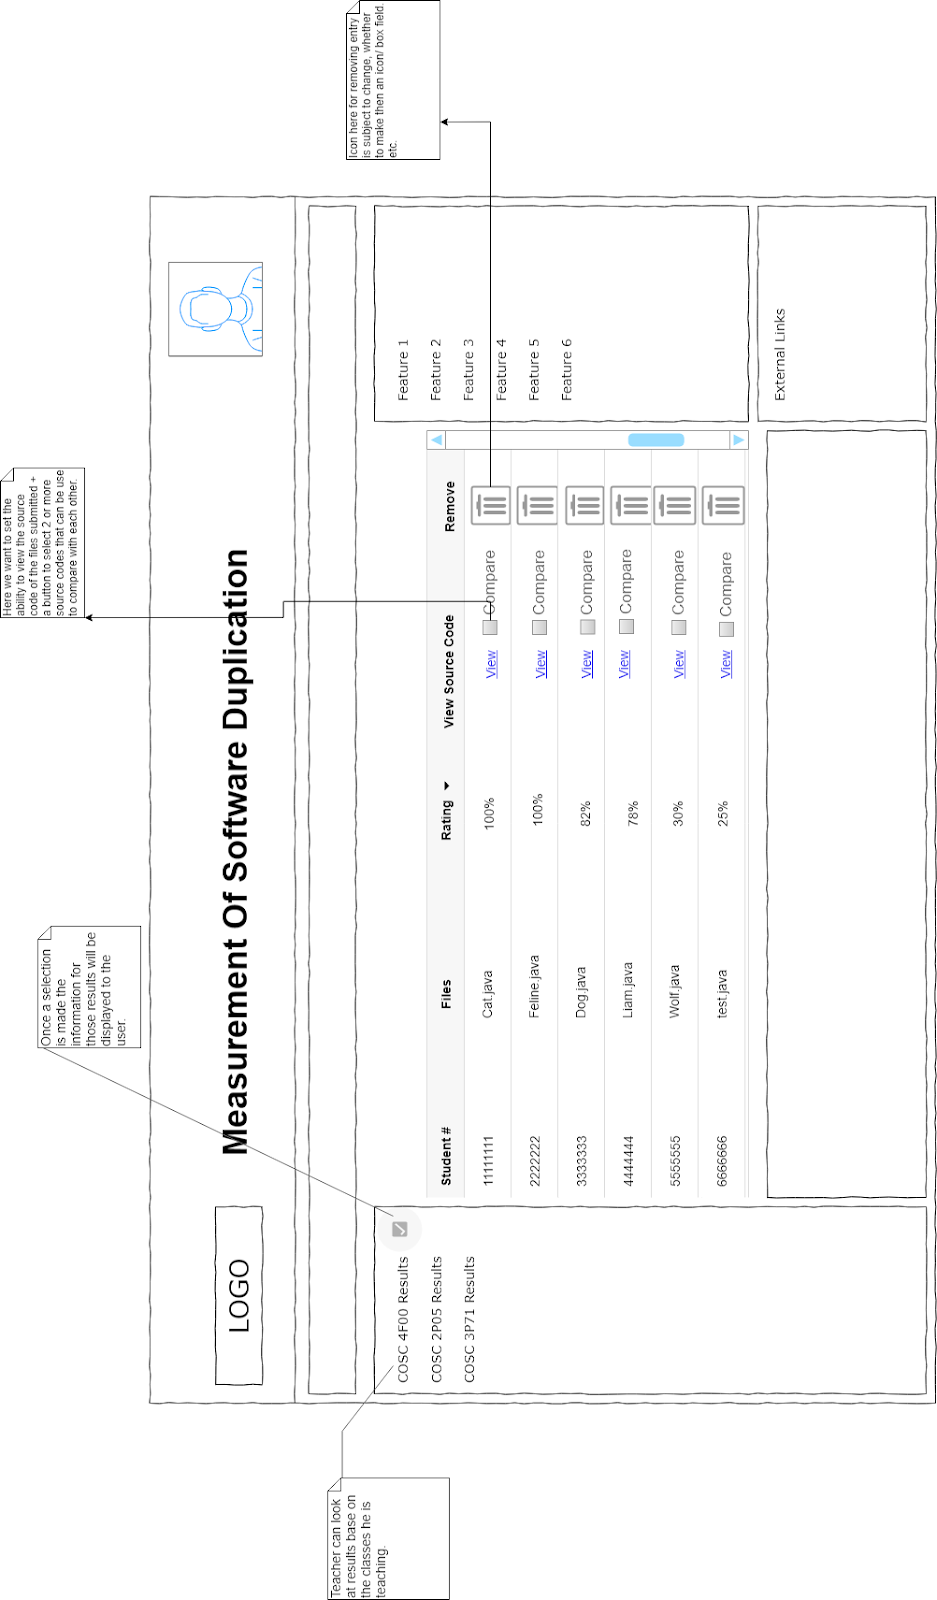 Here we want to set the
ability to view the source
code of the files submitted +
a button to select 2 or more
source codes that can be use
to compare with each other.
Once a selection
is made the
information for
those results will be
displayed to the
user.
Icon here for removing entry
is subject to change, whether
to make then an icon/ box field.
etc.
Teacher can look
at results base on
the classes he is
teaching.
LOGO
Measurement Of Software Duplication
COSC 4F00 Results
COSC 2P05 Results
COSC 3P71 Results
Student # Files Rating View Source Code Remove
11111111 Cat.java 100% View Compare
2222222 Feline.java 100% View Compare
3333333 Dog.java 82% View Compare
4444444 Liam.java 78% View Compare
5555555 Wolf.java 30% View Compare
6666666 test.java 25% View Compare
Feature 1
Feature 2
Feature 3
Feature 4
Feature 5
Feature 6
External Links